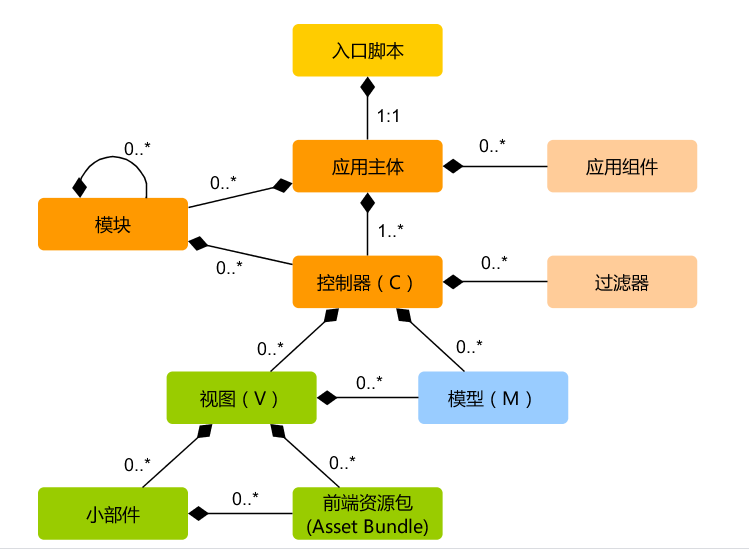 入口脚本
1:1
应用主体
0..*
应用组件
0..*
0..*
模块
1..*
0..*
控制器（C）
0..*
过滤器
0..*
0..*
视图（V）
0..*
模型（M）
0..*
0..*
小部件
0..*
前端资源包
(Asset Bundle)